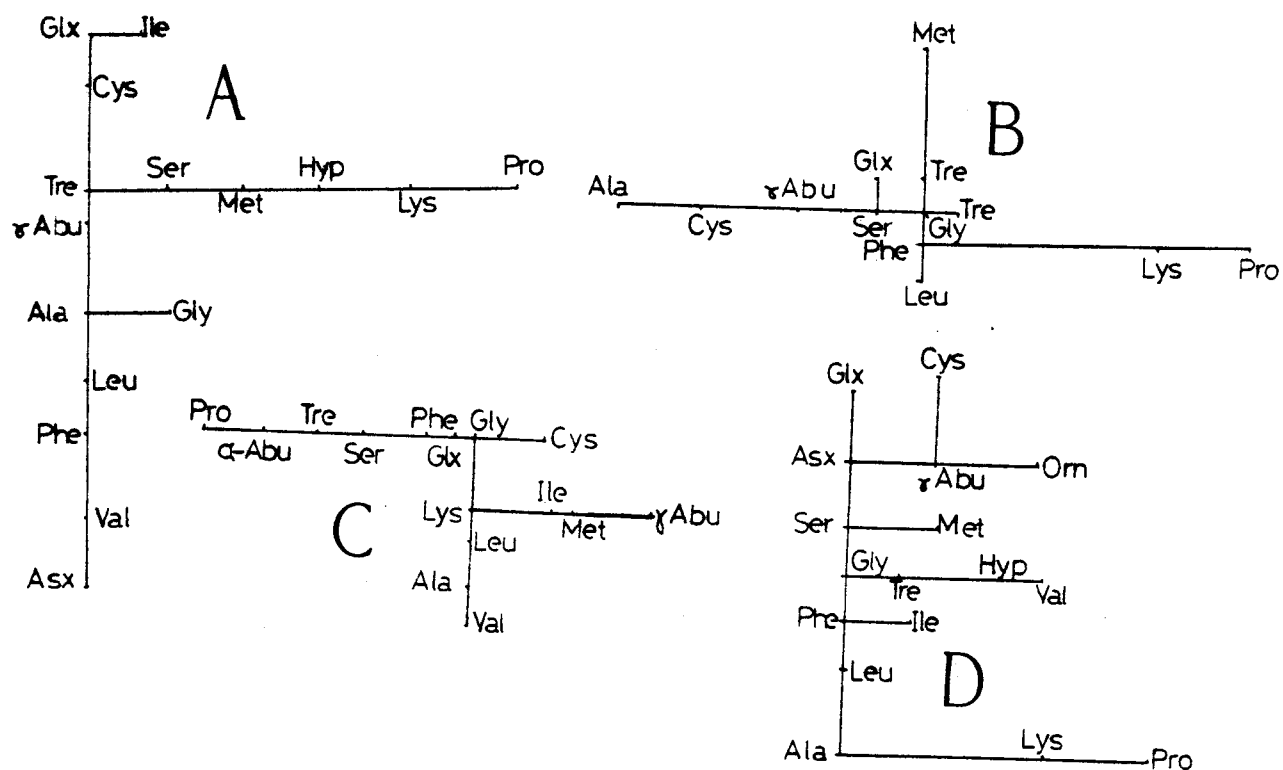 Glx Ile
Cys
A
Ser Hyp Pro
Tre
Met Lys
γAbu
Ala Gly
Leu
Phe
Val
Asx
Met
B
Glx Tre
Ala γAbu
Tre
Cys Ser Gly
Phe
Lys Pro
Leu
Pro Tre Phe Gly
Cys
α-Abu Ser Glx
C
Ile
Lys γAbu
Met
Leu
Ala
Val
Cys
Glx
Asx Orn
γAbu
Ser Met
Gly Hyp
Tre Val
Phe Ile
Leu
D
Lys
Ala Pro